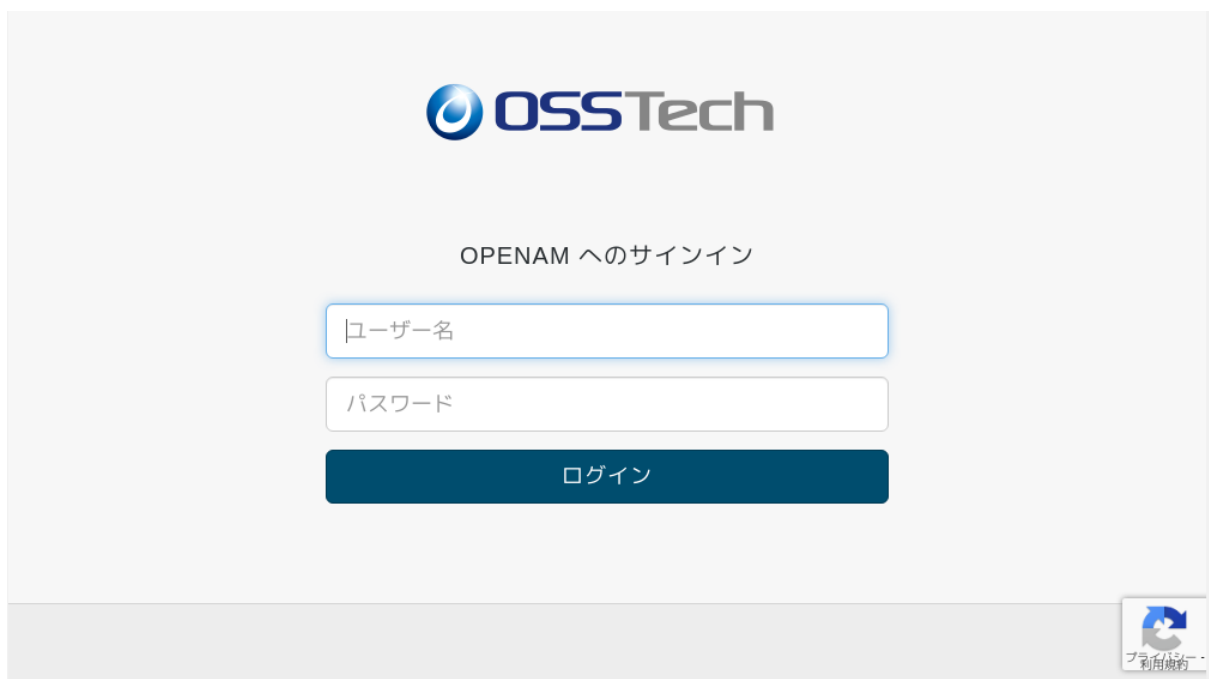 OSSTech
OPENAM へのサインイン
ユーザー名
パスワード
ログイン
プライバシー -
利用規約